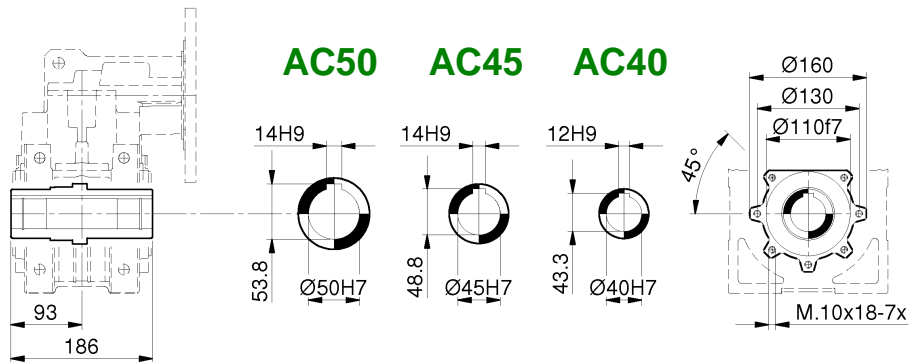 AC50 AC45 AC40
Ø160
Ø130
Ø110f7
14H9 14H9 12H9
45°
53.8 48.8 43.3
Ø50H7 Ø45H7 Ø40H7
93
M.10x18-7x
186